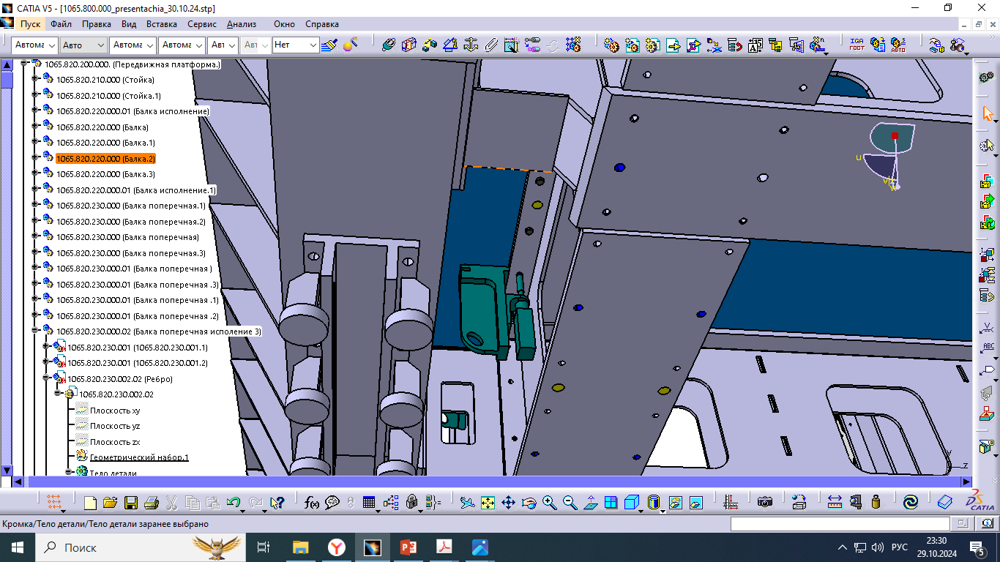 CATIA V5 - [1065.800.000_presentachia_30.10.24.stp]
Пуск Файл Правка Вид Вставка Сервис Анализ Окно Справка
Автома Авто Автома Автома Авт Авт Нет
IGA ГОСТ
АВТО
1065.820.200.000. (Передвижная платформа.)
1065.820.210.000 (Стойка)
1065.820.210.000 (Стойка.1)
1065.820.220.000.01 (Балка исполнение)
1065.820.220.000 (Балка)
1065.820.220.000 (Балка.1)
1065.820.220.000 (Балка.2)
1065.820.220.000 (Балка.3)
1065.820.220.000.01 (Балка исполнение.1)
1065.820.230.000 (Балка поперечная.1)
1065.820.230.000 (Балка поперечная.2)
1065.820.230.000 (Балка поперечная)
1065.820.230.000 (Балка поперечная.3)
1065.820.230.000.01 (Балка поперечная )
1065.820.230.000.01 (Балка поперечная .3)
1065.820.230.000.01 (Балка поперечная .1)
1065.820.230.000.01 (Балка поперечная .2)
1065.820.230.000.02 (Балка поперечная исполение 3)
1065.820.230.001 (1065.820.230.001.1)
1065.820.230.001 (1065.820.230.001.2)
1065.820.230.002.02 (Ребро)
1065.820.230.002.02
Плоскость xy
Плоскость yz
Плоскость zx
Геометрический набор.1
Тело детали
u
z
ABC
f(x)
CATIA
Кромка/Тело детали/Тело детали заранее выбрано
Поиск
РУС
23:30
29.10.2024
5